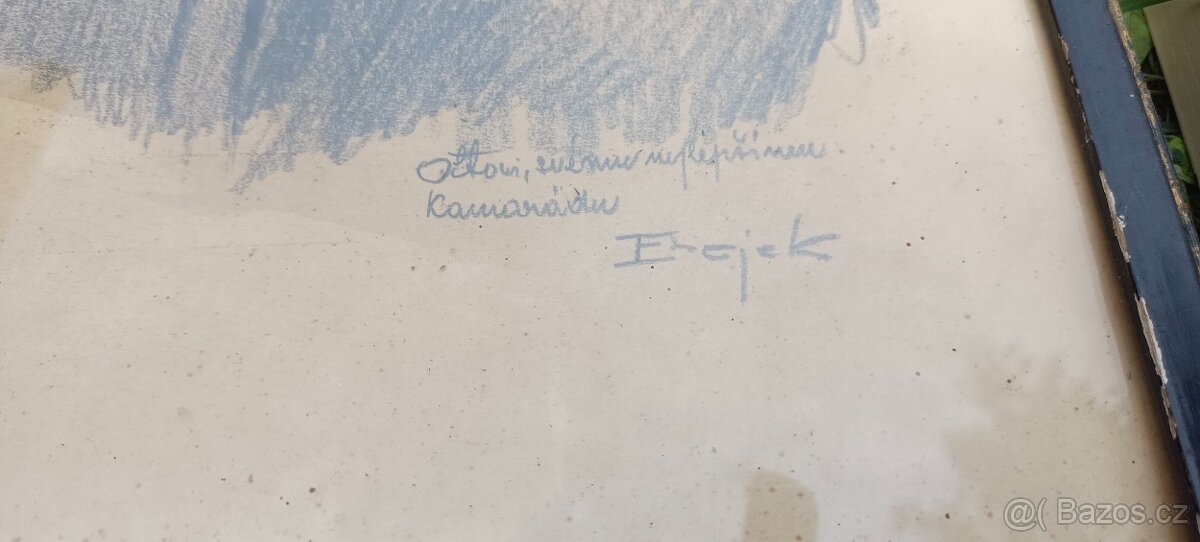 Ottovi, svému nejlepšímu
Kamarádu
@( Bazos.cz